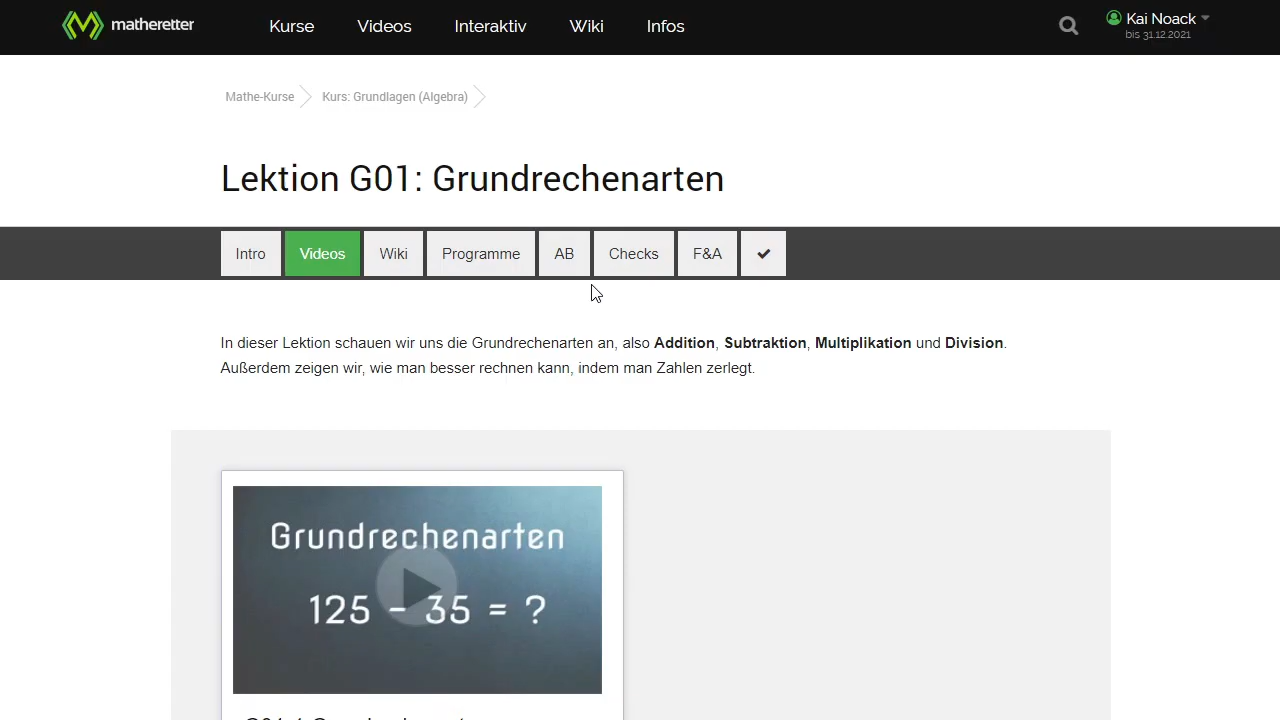 matheretter
Kurse Videos Interaktiv Wiki Infos
Kai Noack
bis 31.12.2021
Mathe-Kurse Kurs: Grundlagen (Algebra)
Lektion G01: Grundrechenarten
Intro Videos Wiki Programme AB Checks F&A
In dieser Lektion schauen wir uns die Grundrechenarten an, also Addition, Subtraktion, Multiplikation und Division.
Außerdem zeigen wir, wie man besser rechnen kann, indem man Zahlen zerlegt.
Grundrechenarten
125 - 35 = ?